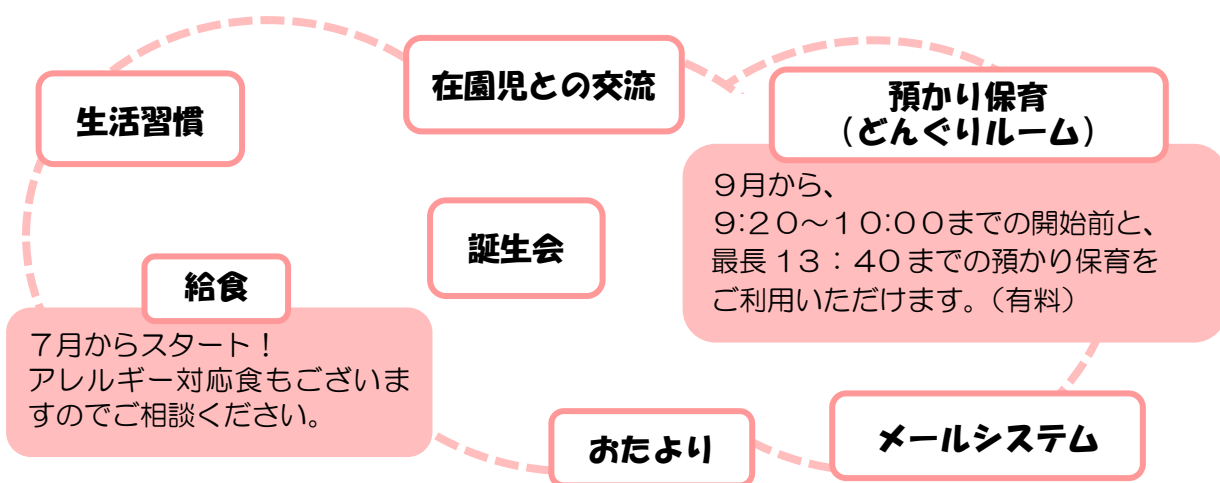 生活習慣
在園児との交流
預かり保育
（どんぐりルーム）
９月から、
９:２０～１０:００までの開始前と、
最長 13：40 までの預かり保育を
ご利用いただけます。（有料）
誕生会
給食
７月からスタート！
アレルギー対応食もございま
すのでご相談ください。
おたより
メールシステム